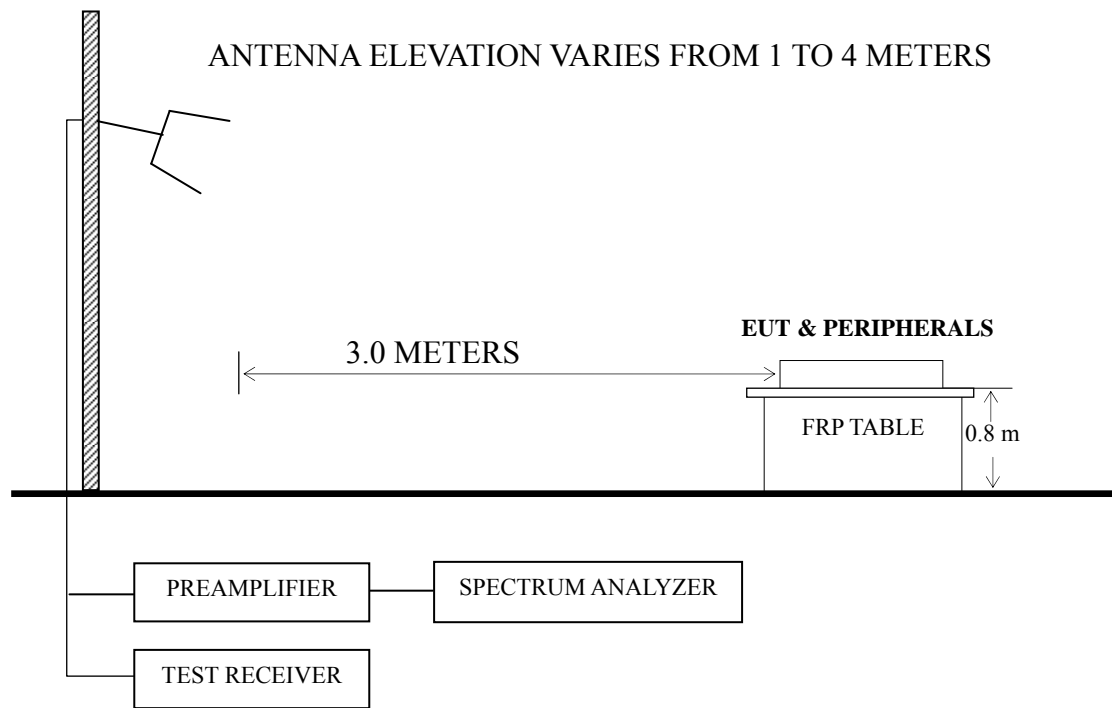 ANTENNA ELEVATION VARIES FROM 1 TO 4 METERS
EUT & PERIPHERALS
3.0 METERS
FRP TABLE
0.8 m
PREAMPLIFIER
SPECTRUM ANALYZER
TEST RECEIVER